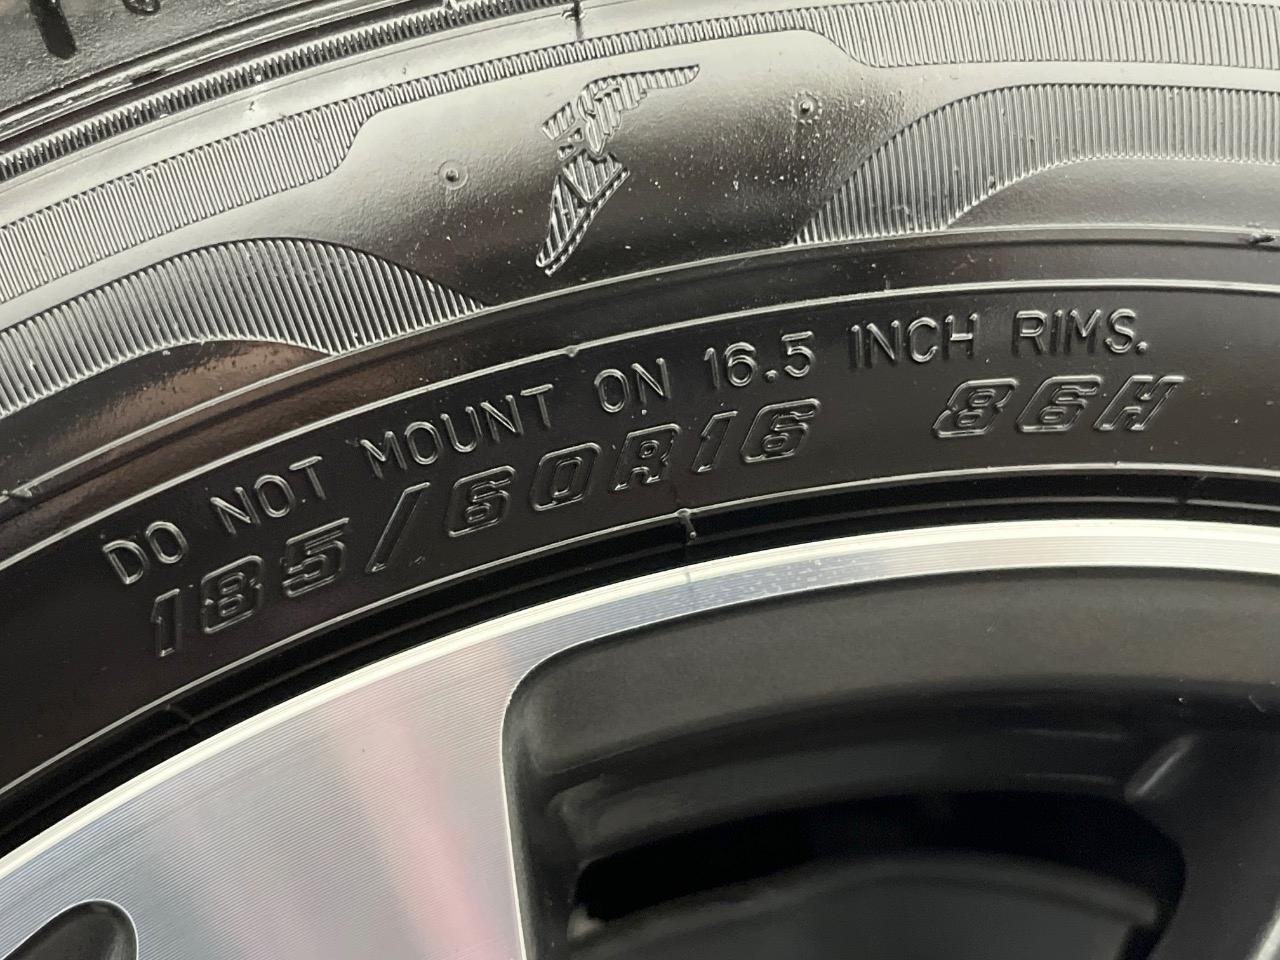 DO NOT MOUNT ON 16.5 INCH RIMS.
185/60R16 86H